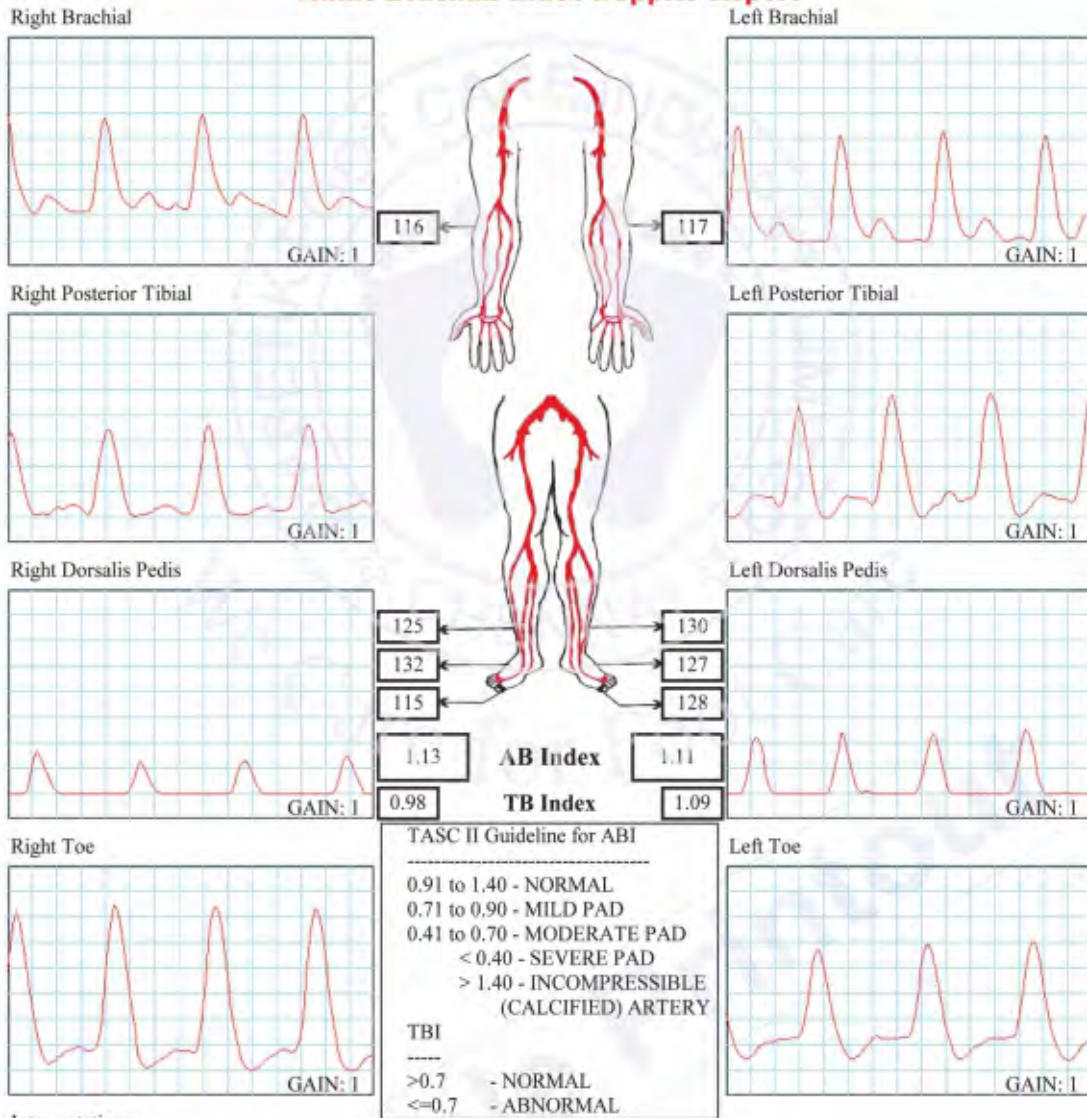 Right Brachial
Left Brachial
GAIN: 1
116
117
GAIN: 1
Right Posterior Tibial
Left Posterior Tibial
GAIN: 1
GAIN: 1
Right Dorsalis Pedis
Left Dorsalis Pedis
125
130
132
127
115
128
1.13 AB Index 1.11
GAIN: 1
0.98 TB Index 1.09
GAIN: 1
Right Toe
Left Toe
TASC II Guideline for ABI
-------------------------------------
0.91 to 1.40 - NORMAL
0.71 to 0.90 - MILD PAD
0.41 to 0.70 - MODERATE PAD
< 0.40 - SEVERE PAD
> 1.40 - INCOMPRESSIBLE
(CALCIFIED) ARTERY
TBI
-----
>0.7 - NORMAL
<=0.7 - ABNORMAL
GAIN: 1
GAIN: 1